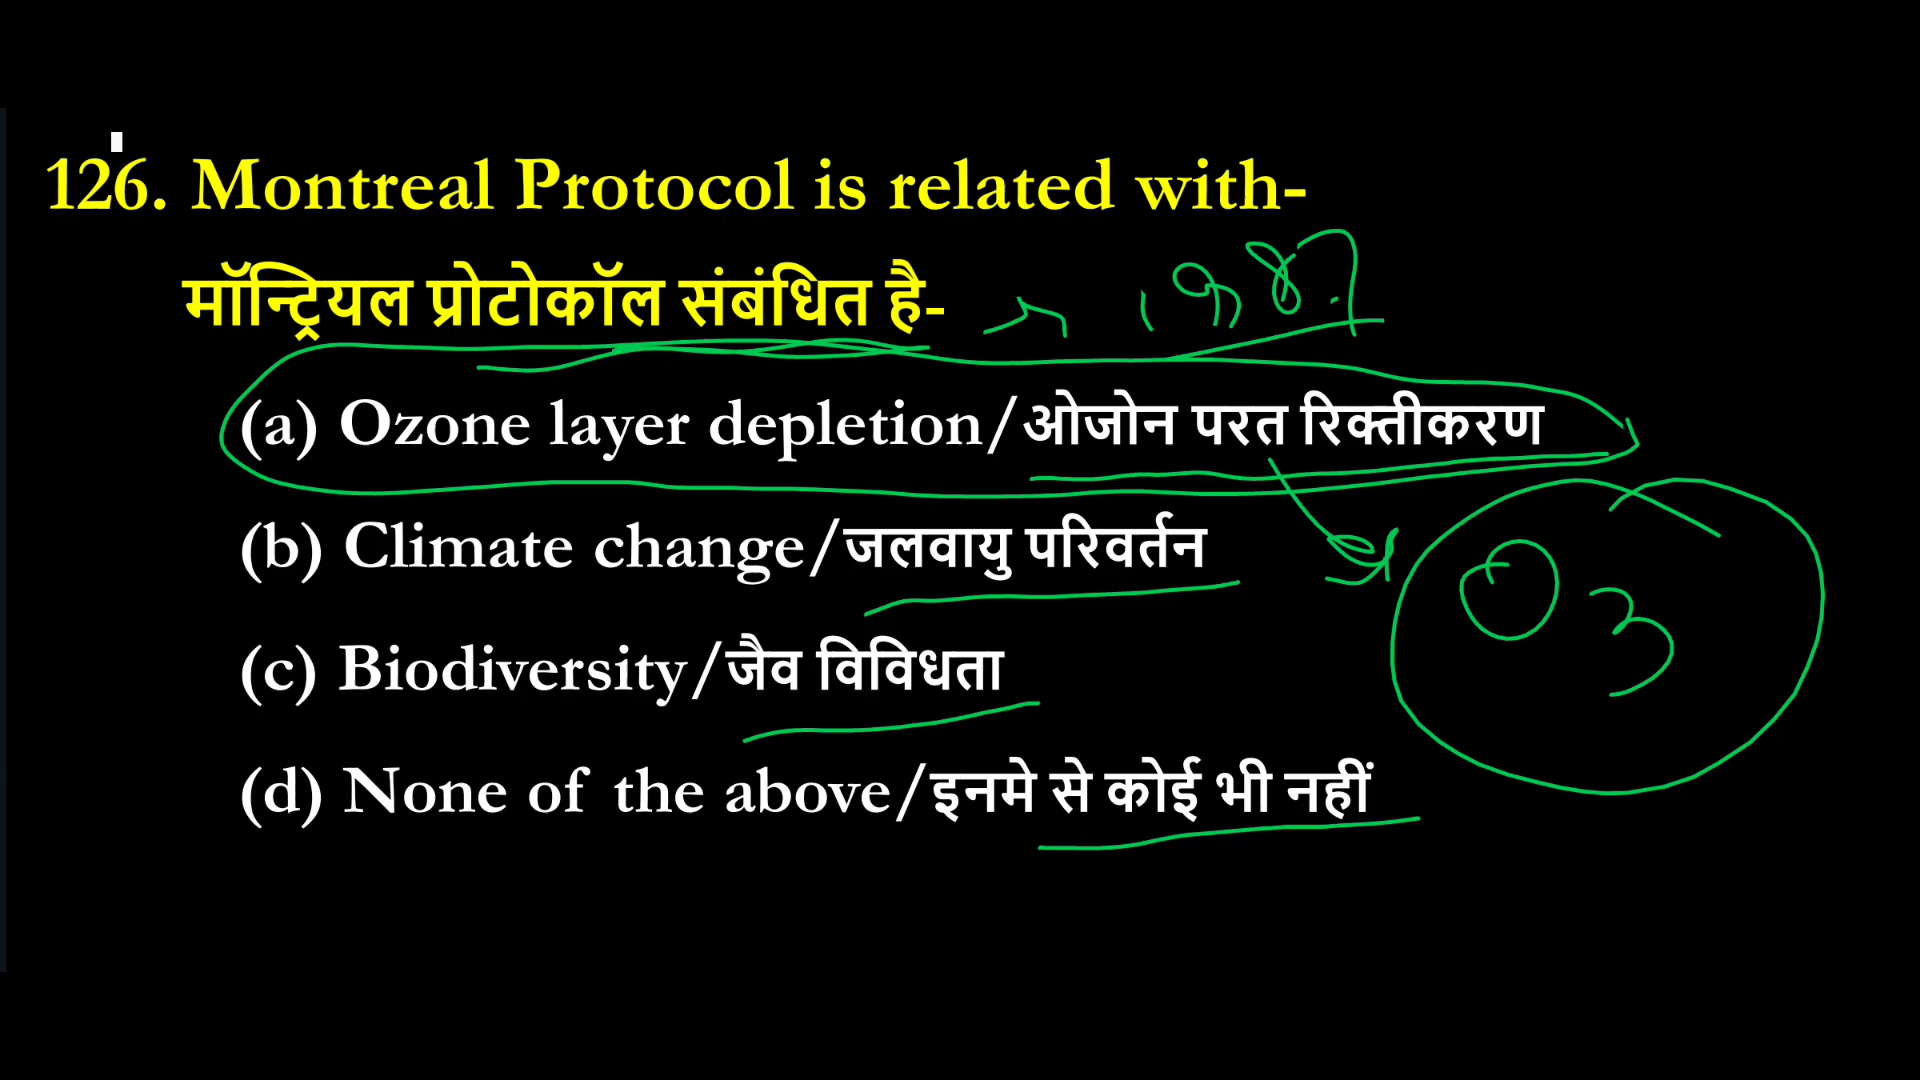 126. Montreal Protocol is related with-
मॉन्ट्रियल प्रोटोकॉल संबंधित है- → 1987
(a) Ozone layer depletion/ओजोन परत रिक्तीकरण
(b) Climate change/जलवायु परिवर्तन
(c) Biodiversity/जैव विविधता
O3
(d) None of the above/इनमे से कोई भी नहीं